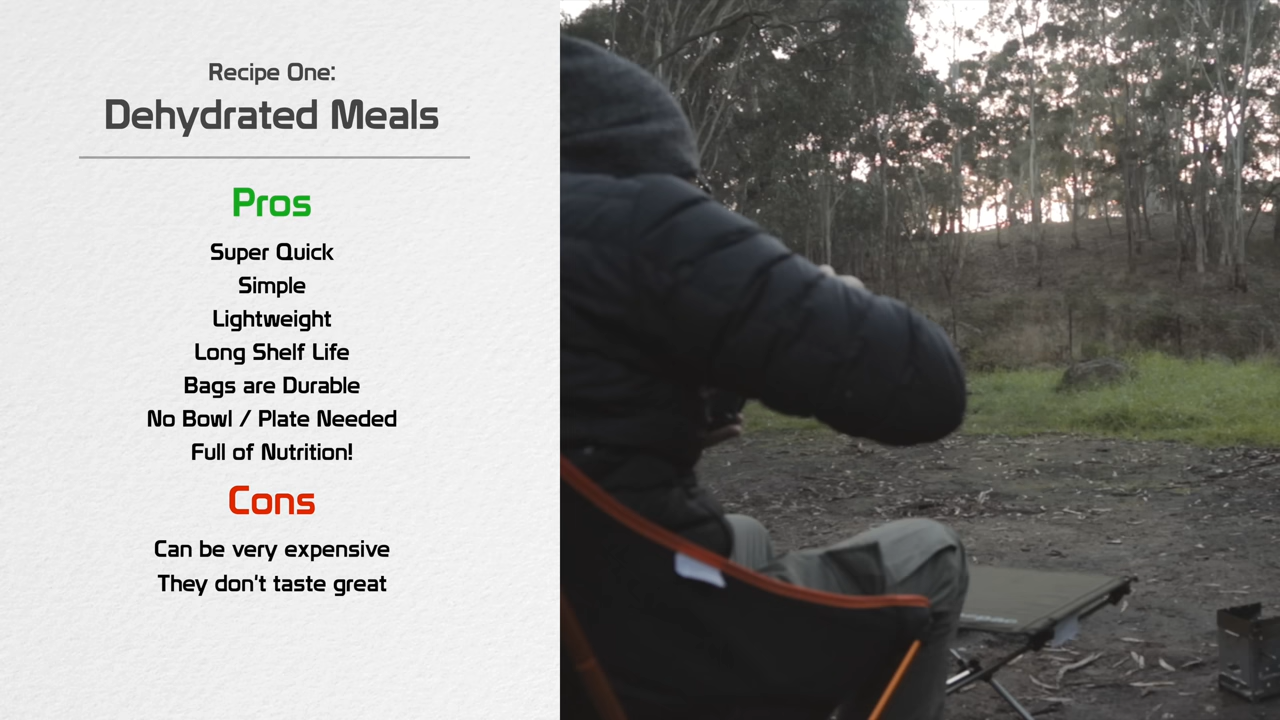 Recipe One:
Dehydrated Meals
Pros
Super Quick
Simple
Lightweight
Long Shelf Life
Bags are Durable
No Bowl / Plate Needed
Full of Nutrition!
Cons
Can be very expensive
They don't taste great